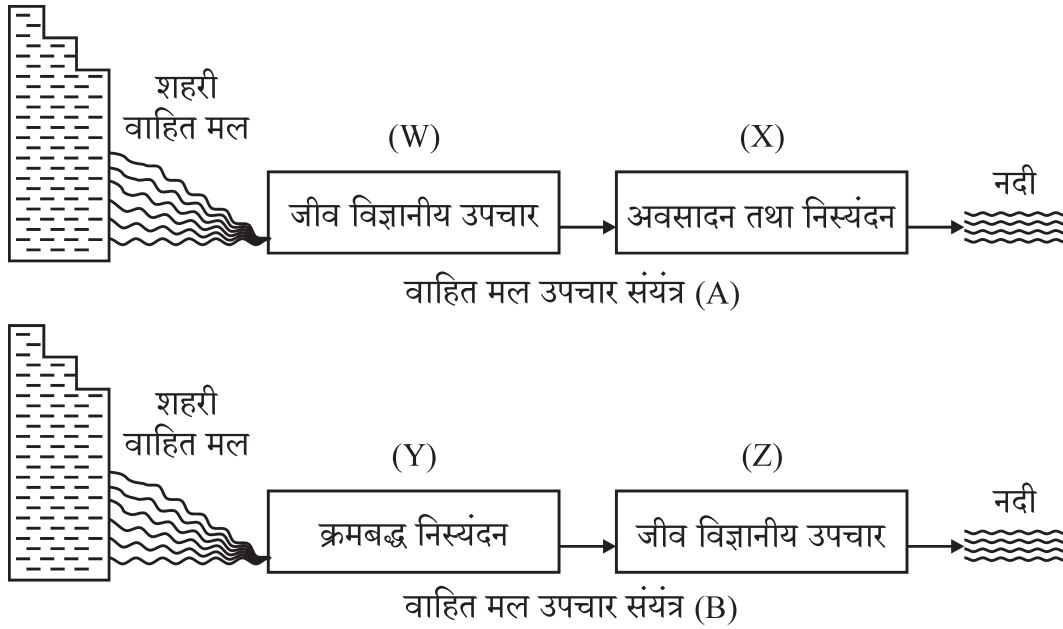 शहरी
वाहित मल
(W)
(X)
जीव विज्ञानीय उपचार
अवसादन तथा निस्यंदन
नदी
वाहित मल उपचार संयंत्र (A)
शहरी
वाहित मल
(Y)
(Z)
क्रमबद्ध निस्यंदन
जीव विज्ञानीय उपचार
नदी
वाहित मल उपचार संयंत्र (B)